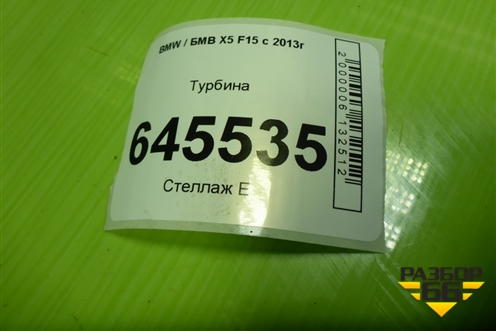 BMW / БМВ X5 F15 с 2013г
Турбина
645535
Стеллаж Е
2000006132512
РАЗБОР
66